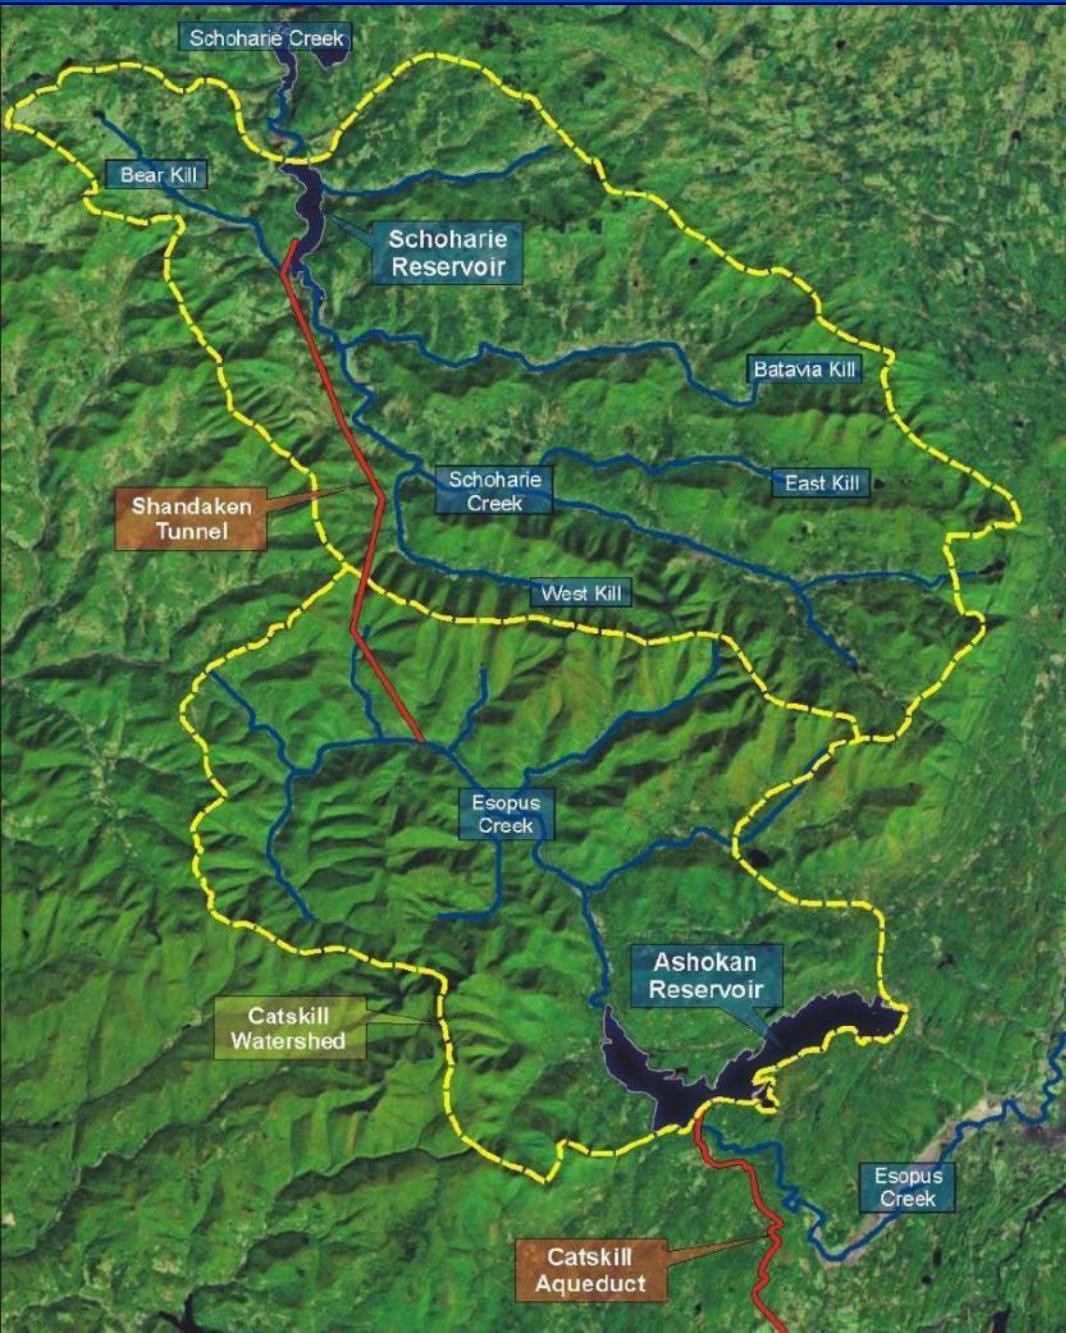 Schoharie Creek
Bear Kill
Schoharie
Reservoir
Batavia Kill
Schoharie
Creek
East Kill
Shandaken
Tunnel
West Kill
Esopus
Creek
Ashokan
Reservoir
Catskill
Watershed
Esopus
Creek
Catskill
Aqueduct